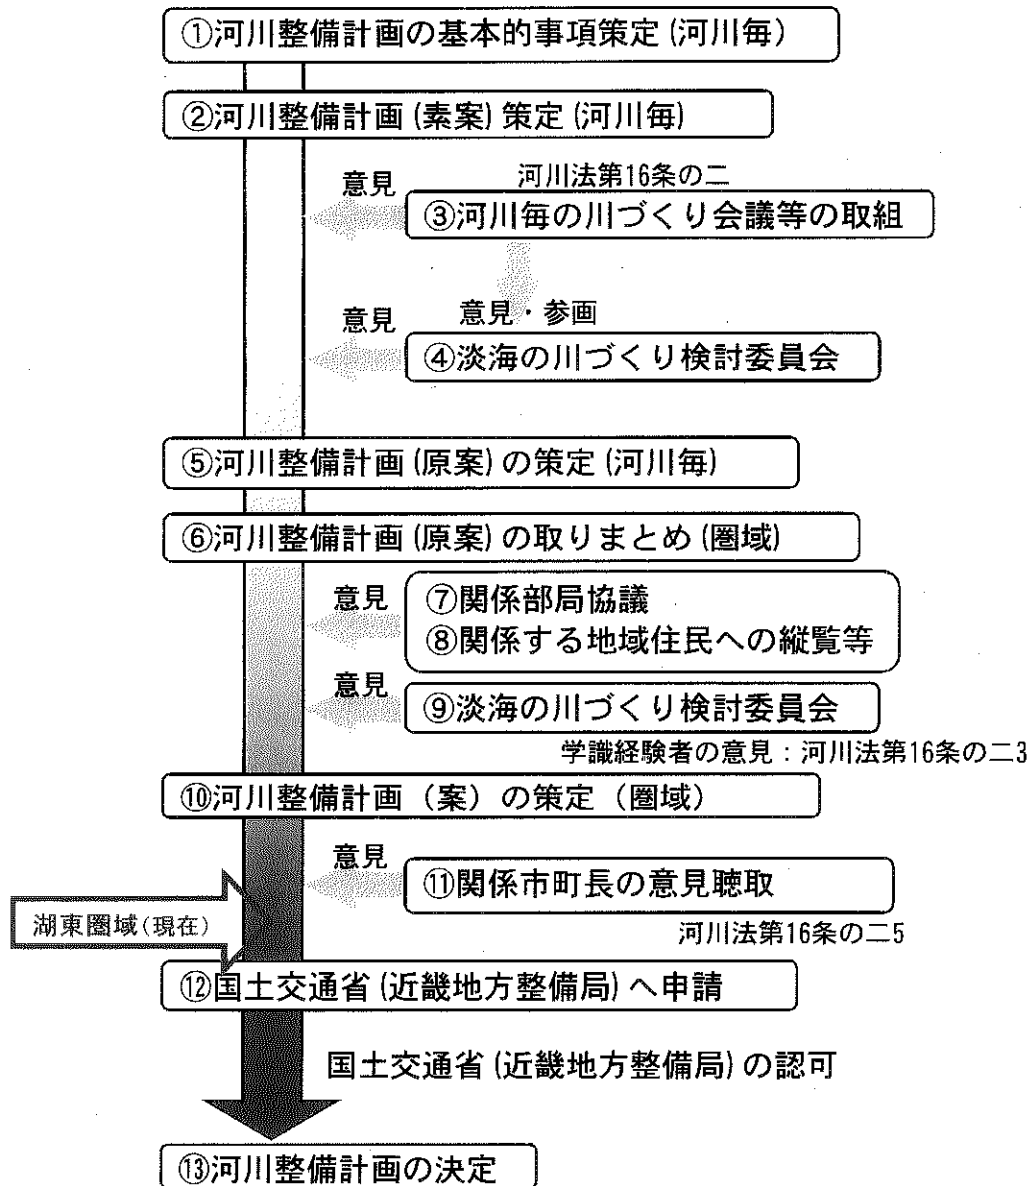 ①河川整備計画の基本的事項策定(河川毎)
②河川整備計画(素案)策定(河川毎)
河川法第16条の二
意見
③河川毎の川づくり会議等の取組
意見・参画
意見
④淡海の川づくり検討委員会
⑤河川整備計画(原案)の策定(河川毎)
⑥河川整備計画(原案)の取りまとめ(圏域)
意見
⑦関係部局協議
⑧関係する地域住民への縦覧等
意見
⑨淡海の川づくり検討委員会
学識経験者の意見：河川法第16条の二3
⑩河川整備計画（案）の策定（圏域）
意見
⑪関係市町長の意見聴取
湖東圏域(現在)
河川法第16条の二5
⑫国土交通省(近畿地方整備局)へ申請
国土交通省(近畿地方整備局)の認可
⑬河川整備計画の決定